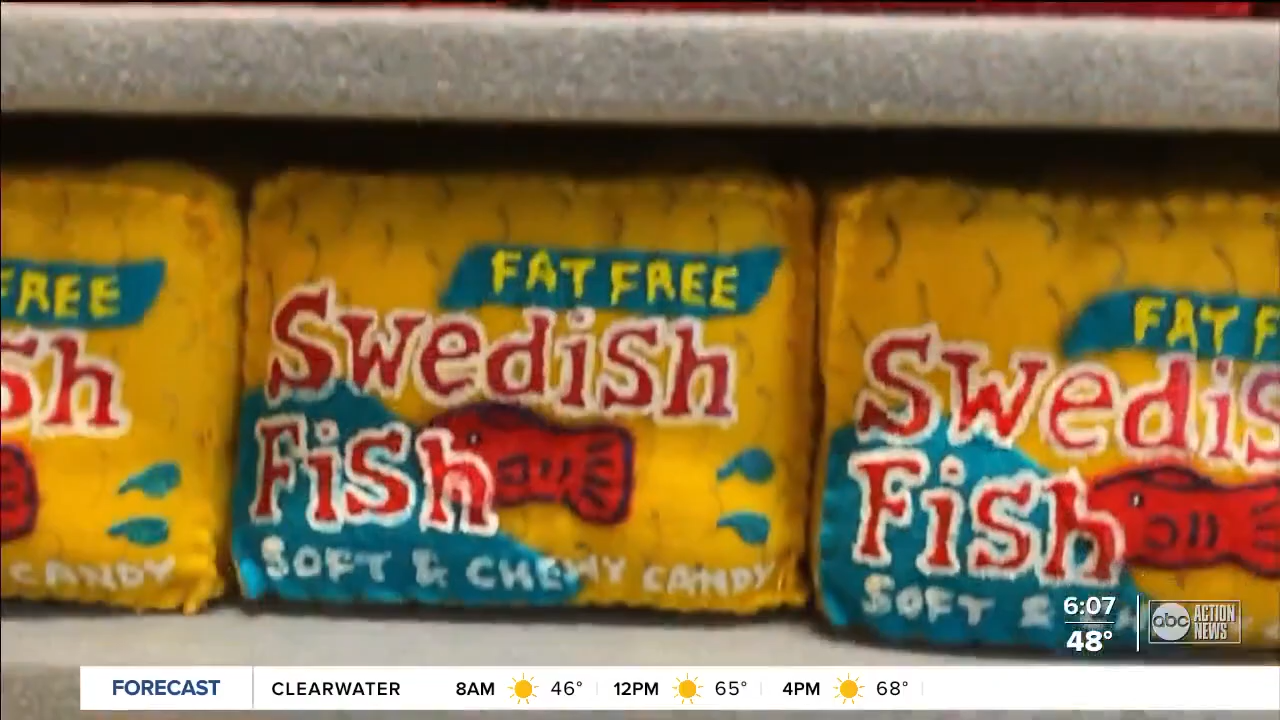 FREE
sh
CANDY
FAT FREE
Swedish
Fish
SOFT & CHEWY CANDY
FAT F
Swedis
Fish
SOFT &
6:07
48°
abc ACTION NEWS
FORECAST CLEARWATER 8AM 46° 12PM 65° 4PM 68°